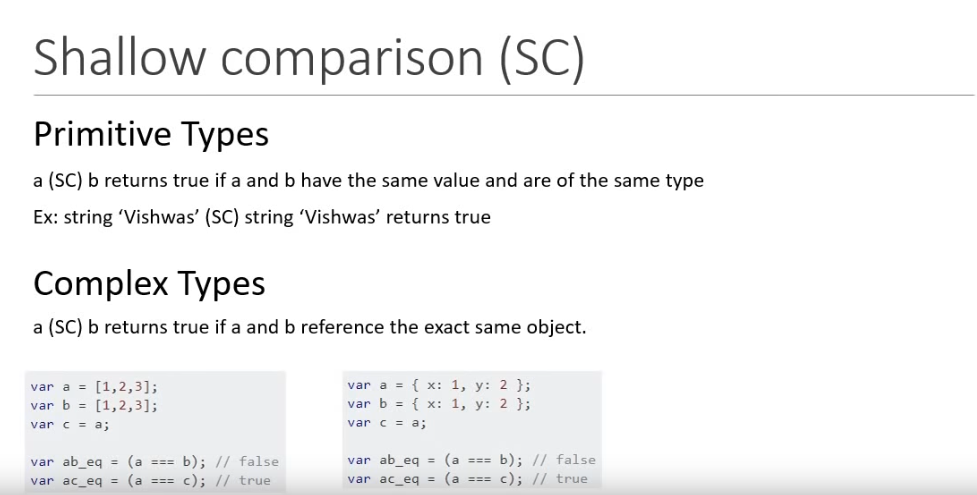 Shallow comparison (SC)
Primitive Types
a (SC) b returns true if a and b have the same value and are of the same type
Ex: string ‘Vishwas’ (SC) string ‘Vishwas’ returns true
Complex Types
a (SC) b returns true if a and b reference the exact same object.
var a = [1,2,3];
var b = [1,2,3];
var c = a;
var ab_eq = (a === b); // false
var ac_eq = (a === c); // true
var a = { x: 1, y: 2 };
var b = { x: 1, y: 2 };
var c = a;
var ab_eq = (a === b); // false
var ac_eq = (a === c); // true